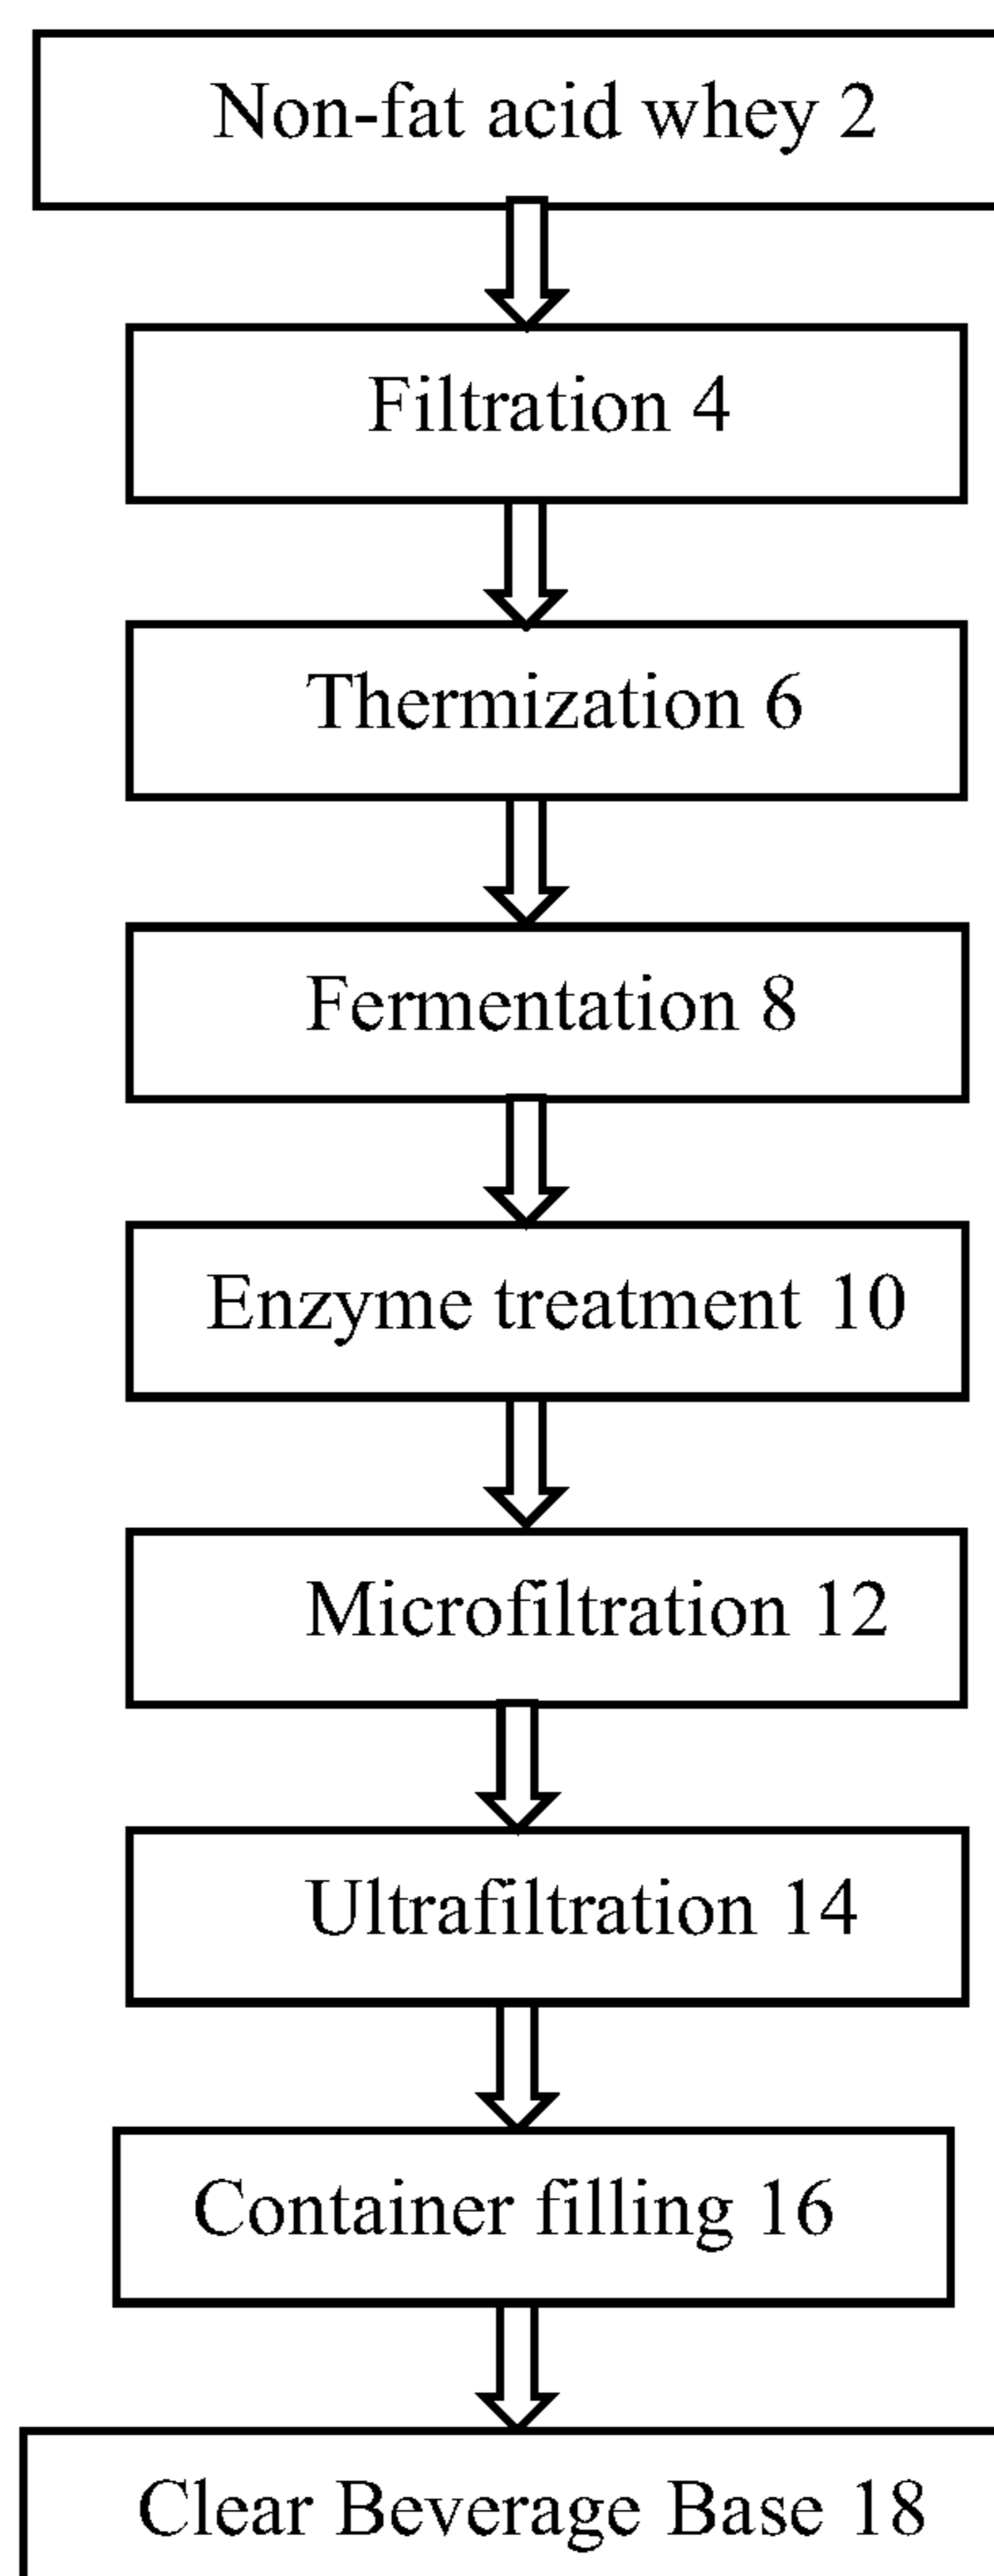 Non-fat acid whey 2
Filtration 4
Thermization 6
Fermentation 8
Enzyme treatment 10
Microfiltration 12
Ultrafiltration 14
Container filling 16
Clear Beverage Base 18